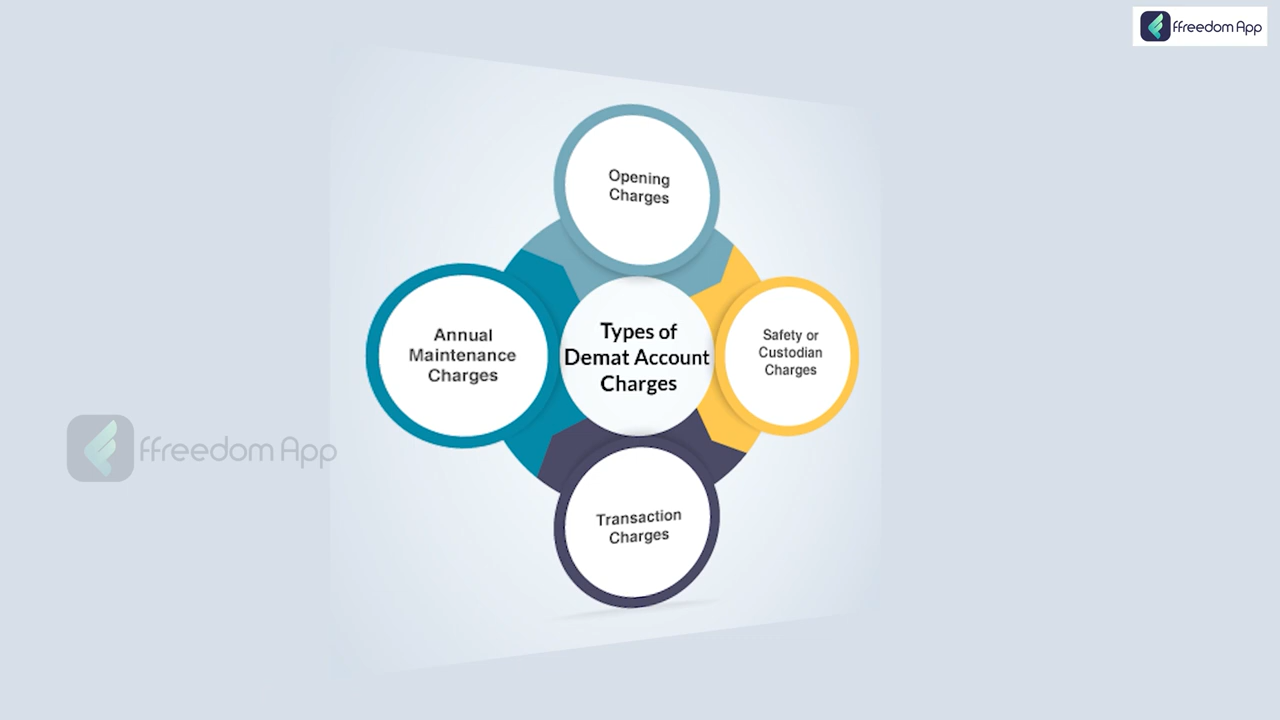 ffreedom App
Opening
Charges
Annual
Maintenance
Charges
Types of
Demat Account
Charges
Safety or
Custodian
Charges
ffreedom App
Transaction
Charges